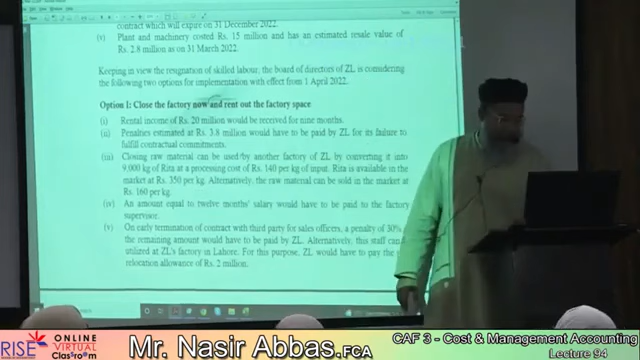 contract which will expire on 31 December 2022.
(v) Plant and machinery costed Rs. 15 million and has an estimated resale value of
Rs. 2.8 million as on 31 March 2022.
Keeping in view the resignation of skilled labour, the board of directors of ZL is considering
the following two options for implementation with effect from 1 April 2022.
Option I: Close the factory now and rent out the factory space
(i) Rental income of Rs. 20 million would be received for nine months.
(ii) Penalties estimated at Rs. 3.8 million would have to be paid by ZL for its failure to
fulfill contractual commitments.
(iii) Closing raw material can be used by another factory of ZL by converting it into
9,000 kg of Rita at a processing cost of Rs. 140 per kg of input. Rita is available in the
market at Rs. 350 per kg. Alternatively, the raw material can be sold in the market at
Rs. 160 per kg.
(iv) An amount equal to twelve months' salary would have to be paid to the factory
supervisor.
(v) On early termination of contract with third party for sales officers, a penalty of 30%
the remaining amount would have to be paid by ZL. Alternatively, this staff can
utilized at ZL's factory in Lahore. For this purpose, ZL would have to pay the
relocation allowance of Rs. 2 million.
RISE
ONLINE
VIRTUAL
Classroom
Mr. Nasir Abbas.FCA
CAF 3 - Cost & Management Accounting
Lecture 94